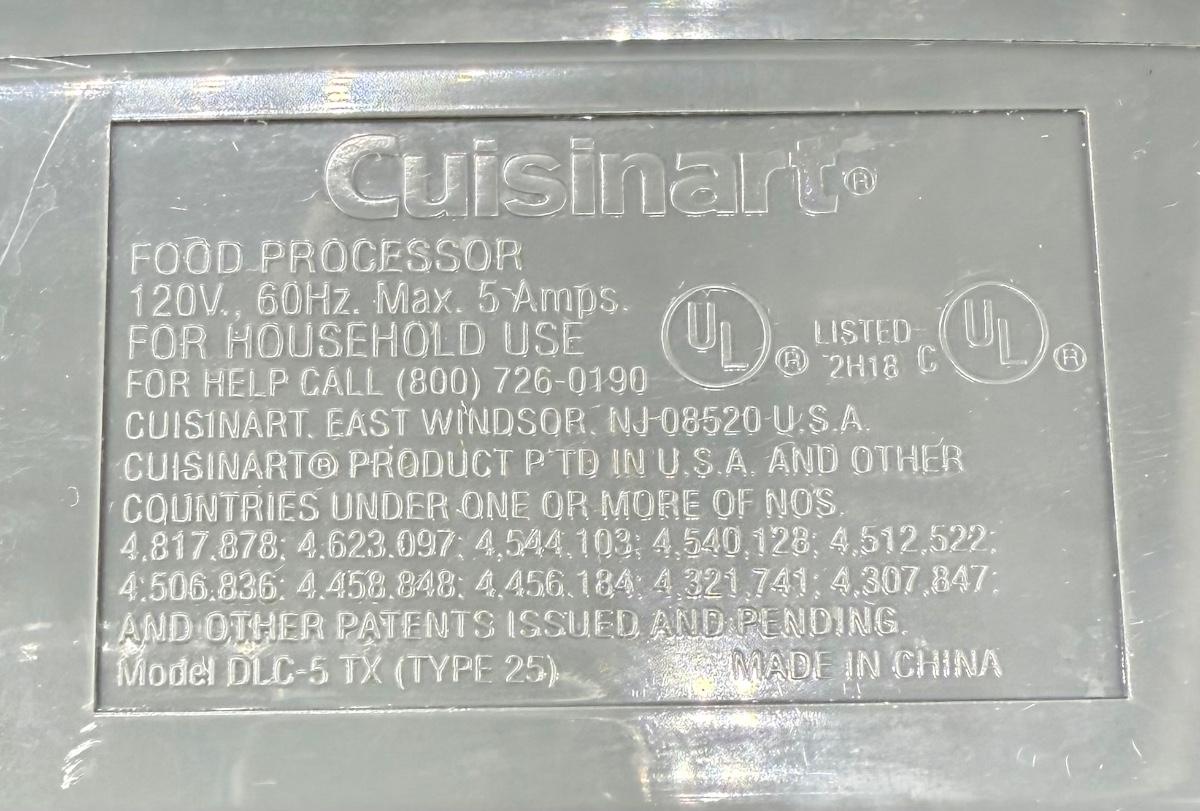 Cuisinart®
FOOD PROCESSOR
120V., 60Hz. Max. 5 Amps.
FOR HOUSEHOLD USE
FOR HELP CALL (800) 726-0190
UL ® LISTED 2H18 C UL ®
CUISINART, EAST WINDSOR, NJ 08520 U.S.A.
CUISINART® PRODUCT P'TD IN U.S.A. AND OTHER
COUNTRIES UNDER ONE OR MORE OF NO'S.
4,817,878; 4,623,097; 4,544,103; 4,540,128; 4,512,522;
4,506,836; 4,458,848; 4,456,184; 4,321,741; 4,307,847;
AND OTHER PATENTS ISSUED AND PENDING.
Model DLC-5 TX (TYPE 25)
MADE IN CHINA